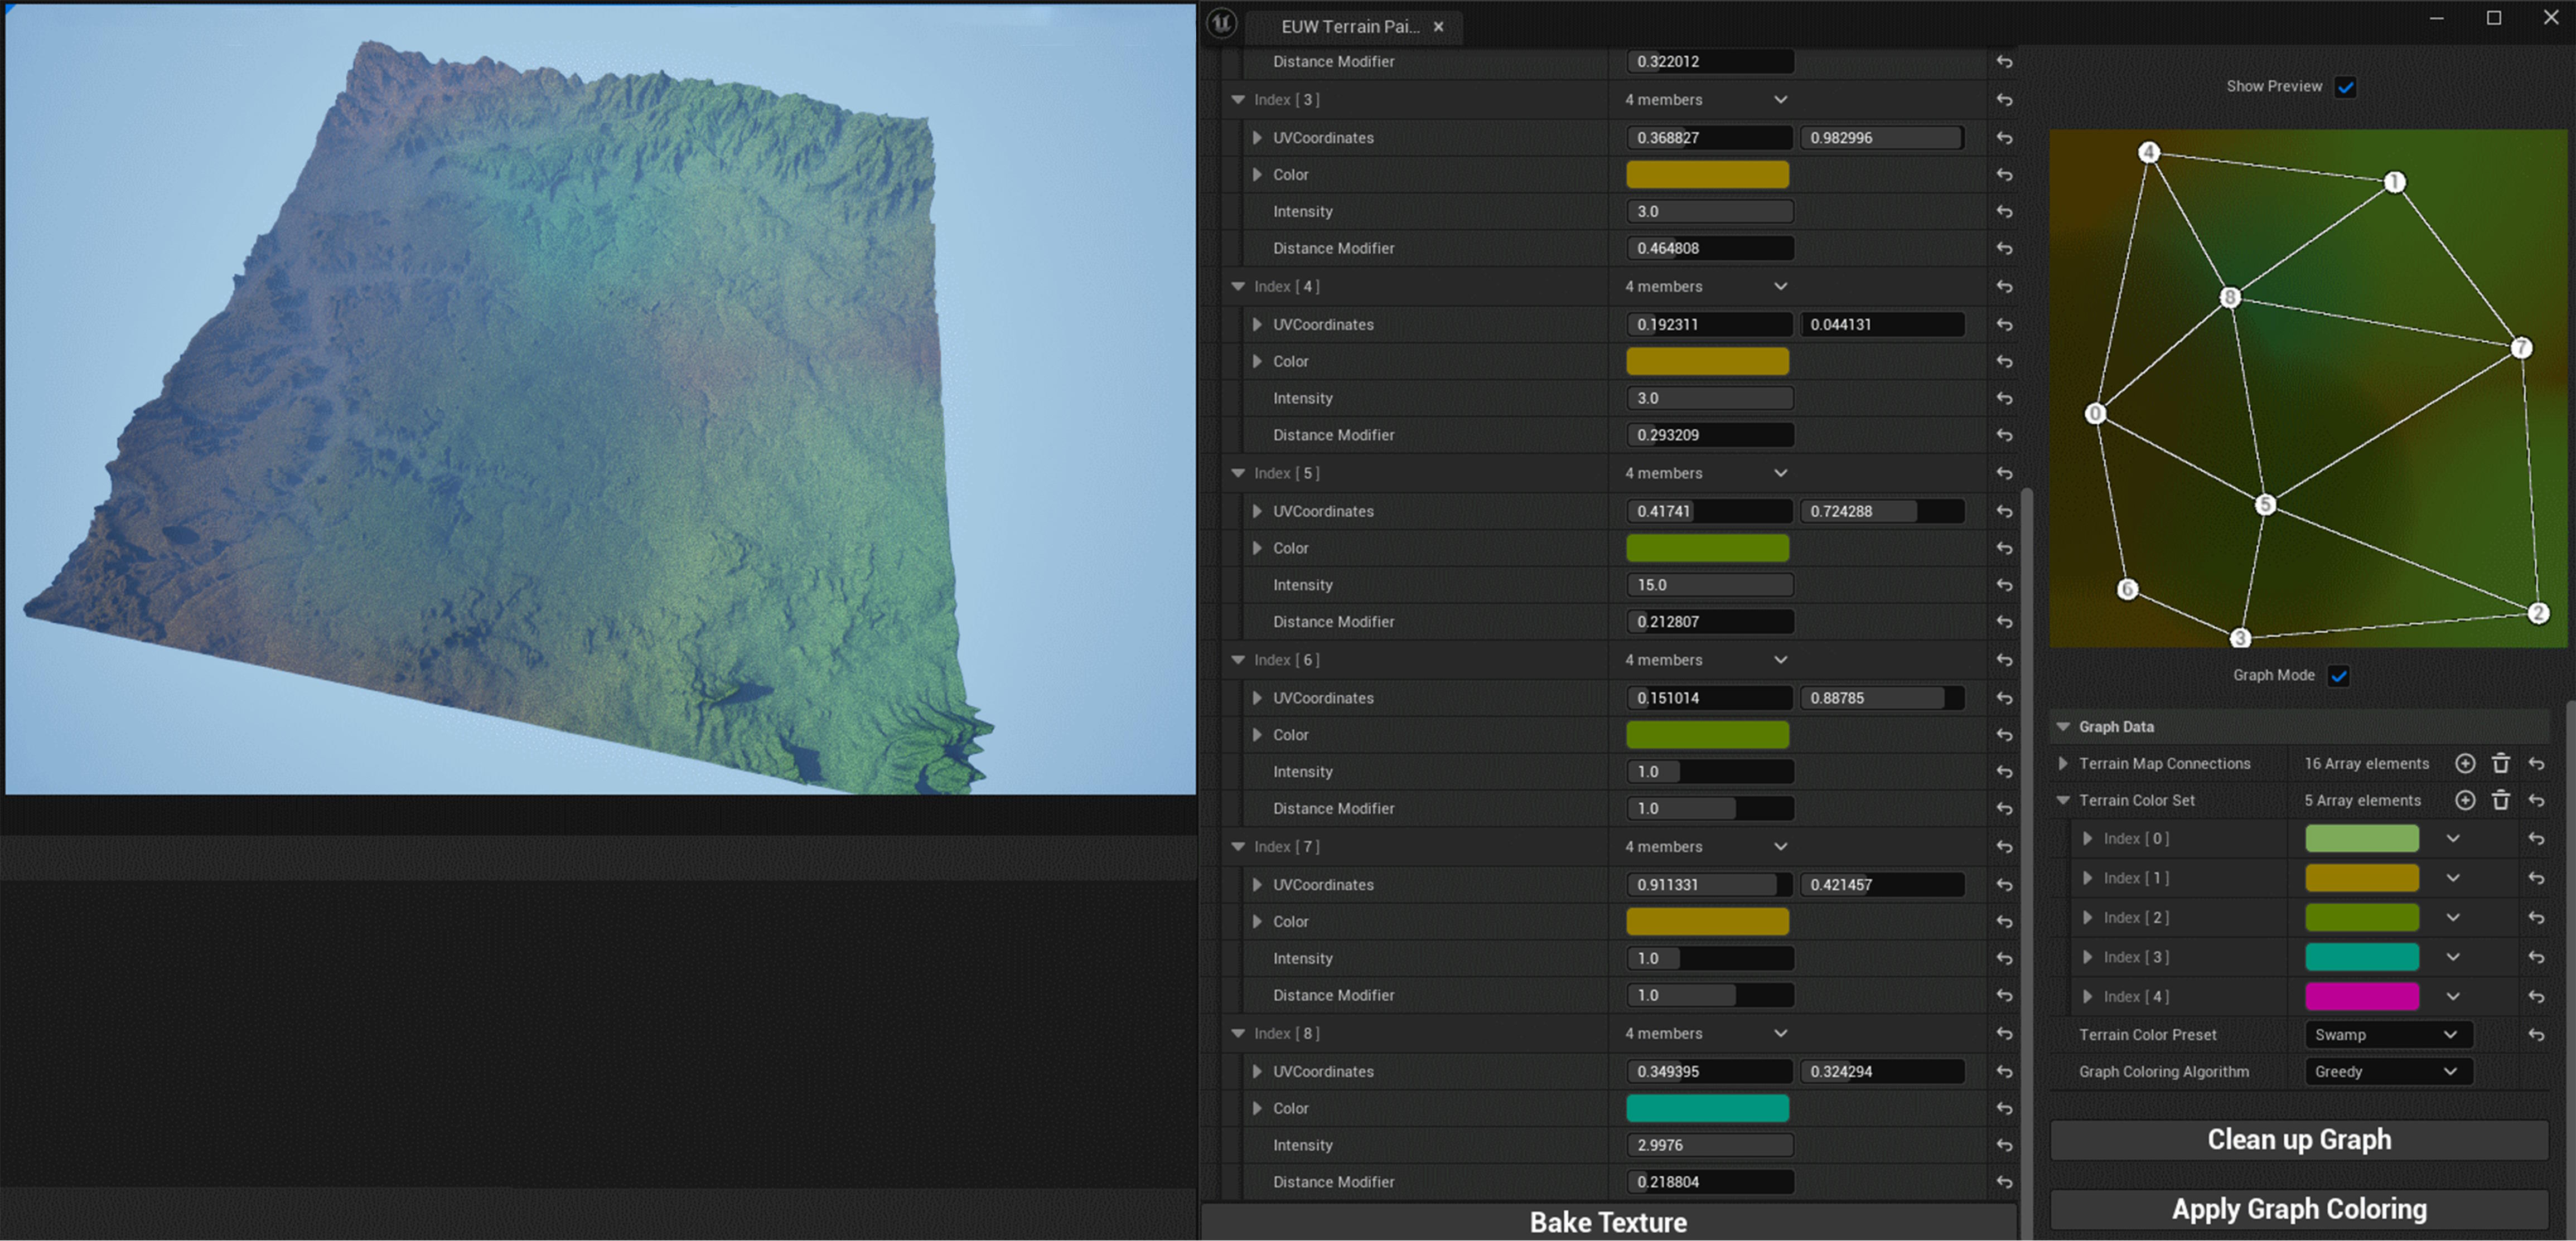 EUW Terrain Pai...
Distance Modifier 0.322012
Index [ 3 ] 4 members
UVCoordinates 0.368827 0.982996
Color
Intensity 3.0
Distance Modifier 0.464808
Index [ 4 ] 4 members
UVCoordinates 0.192311 0.044131
Color
Intensity 3.0
Distance Modifier 0.293209
Index [ 5 ] 4 members
UVCoordinates 0.41741 0.724288
Color
Intensity 15.0
Distance Modifier 0.212807
Index [ 6 ] 4 members
UVCoordinates 0.151014 0.88785
Color
Intensity 1.0
Distance Modifier 1.0
Index [ 7 ] 4 members
UVCoordinates 0.911331 0.421457
Color
Intensity 1.0
Distance Modifier 1.0
Index [ 8 ] 4 members
UVCoordinates 0.349395 0.324294
Color
Intensity 2.9976
Distance Modifier 0.218804
Bake Texture
Show Preview
4
1
8
7
0
5
6
2
3
Graph Mode
Graph Data
Terrain Map Connections 16 Array elements
Terrain Color Set 5 Array elements
Index [ 0 ]
Index [ 1 ]
Index [ 2 ]
Index [ 3 ]
Index [ 4 ]
Terrain Color Preset Swamp
Graph Coloring Algorithm Greedy
Clean up Graph
Apply Graph Coloring